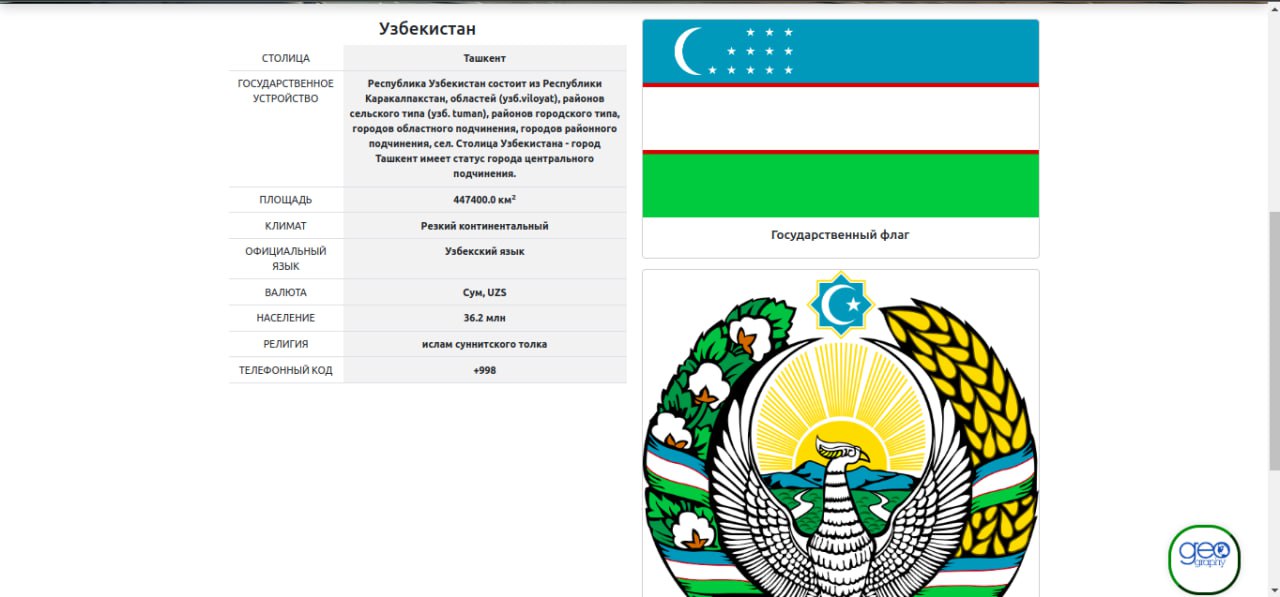 Узбекистан
СТОЛИЦА
Ташкент
ГОСУДАРСТВЕННОЕ
УСТРОЙСТВО
Республика Узбекистан состоит из Республики
Каракалпакстан, областей (узб.viloyat), районов
сельского типа (узб. tuman), районов городского типа,
городов областного подчинения, городов районного
подчинения, сел. Столица Узбекистана - город
Ташкент имеет статус города центрального
подчинения.
ПЛОЩАДЬ
447400.0 км²
КЛИМАТ
Резкий континентальный
ОФИЦИАЛЬНЫЙ
ЯЗЫК
Узбекский язык
ВАЛЮТА
Сум, UZS
НАСЕЛЕНИЕ
36.2 млн
РЕЛИГИЯ
ислам суннитского толка
ТЕЛЕФОННЫЙ КОД
+998
Государственный флаг
geo
graphy